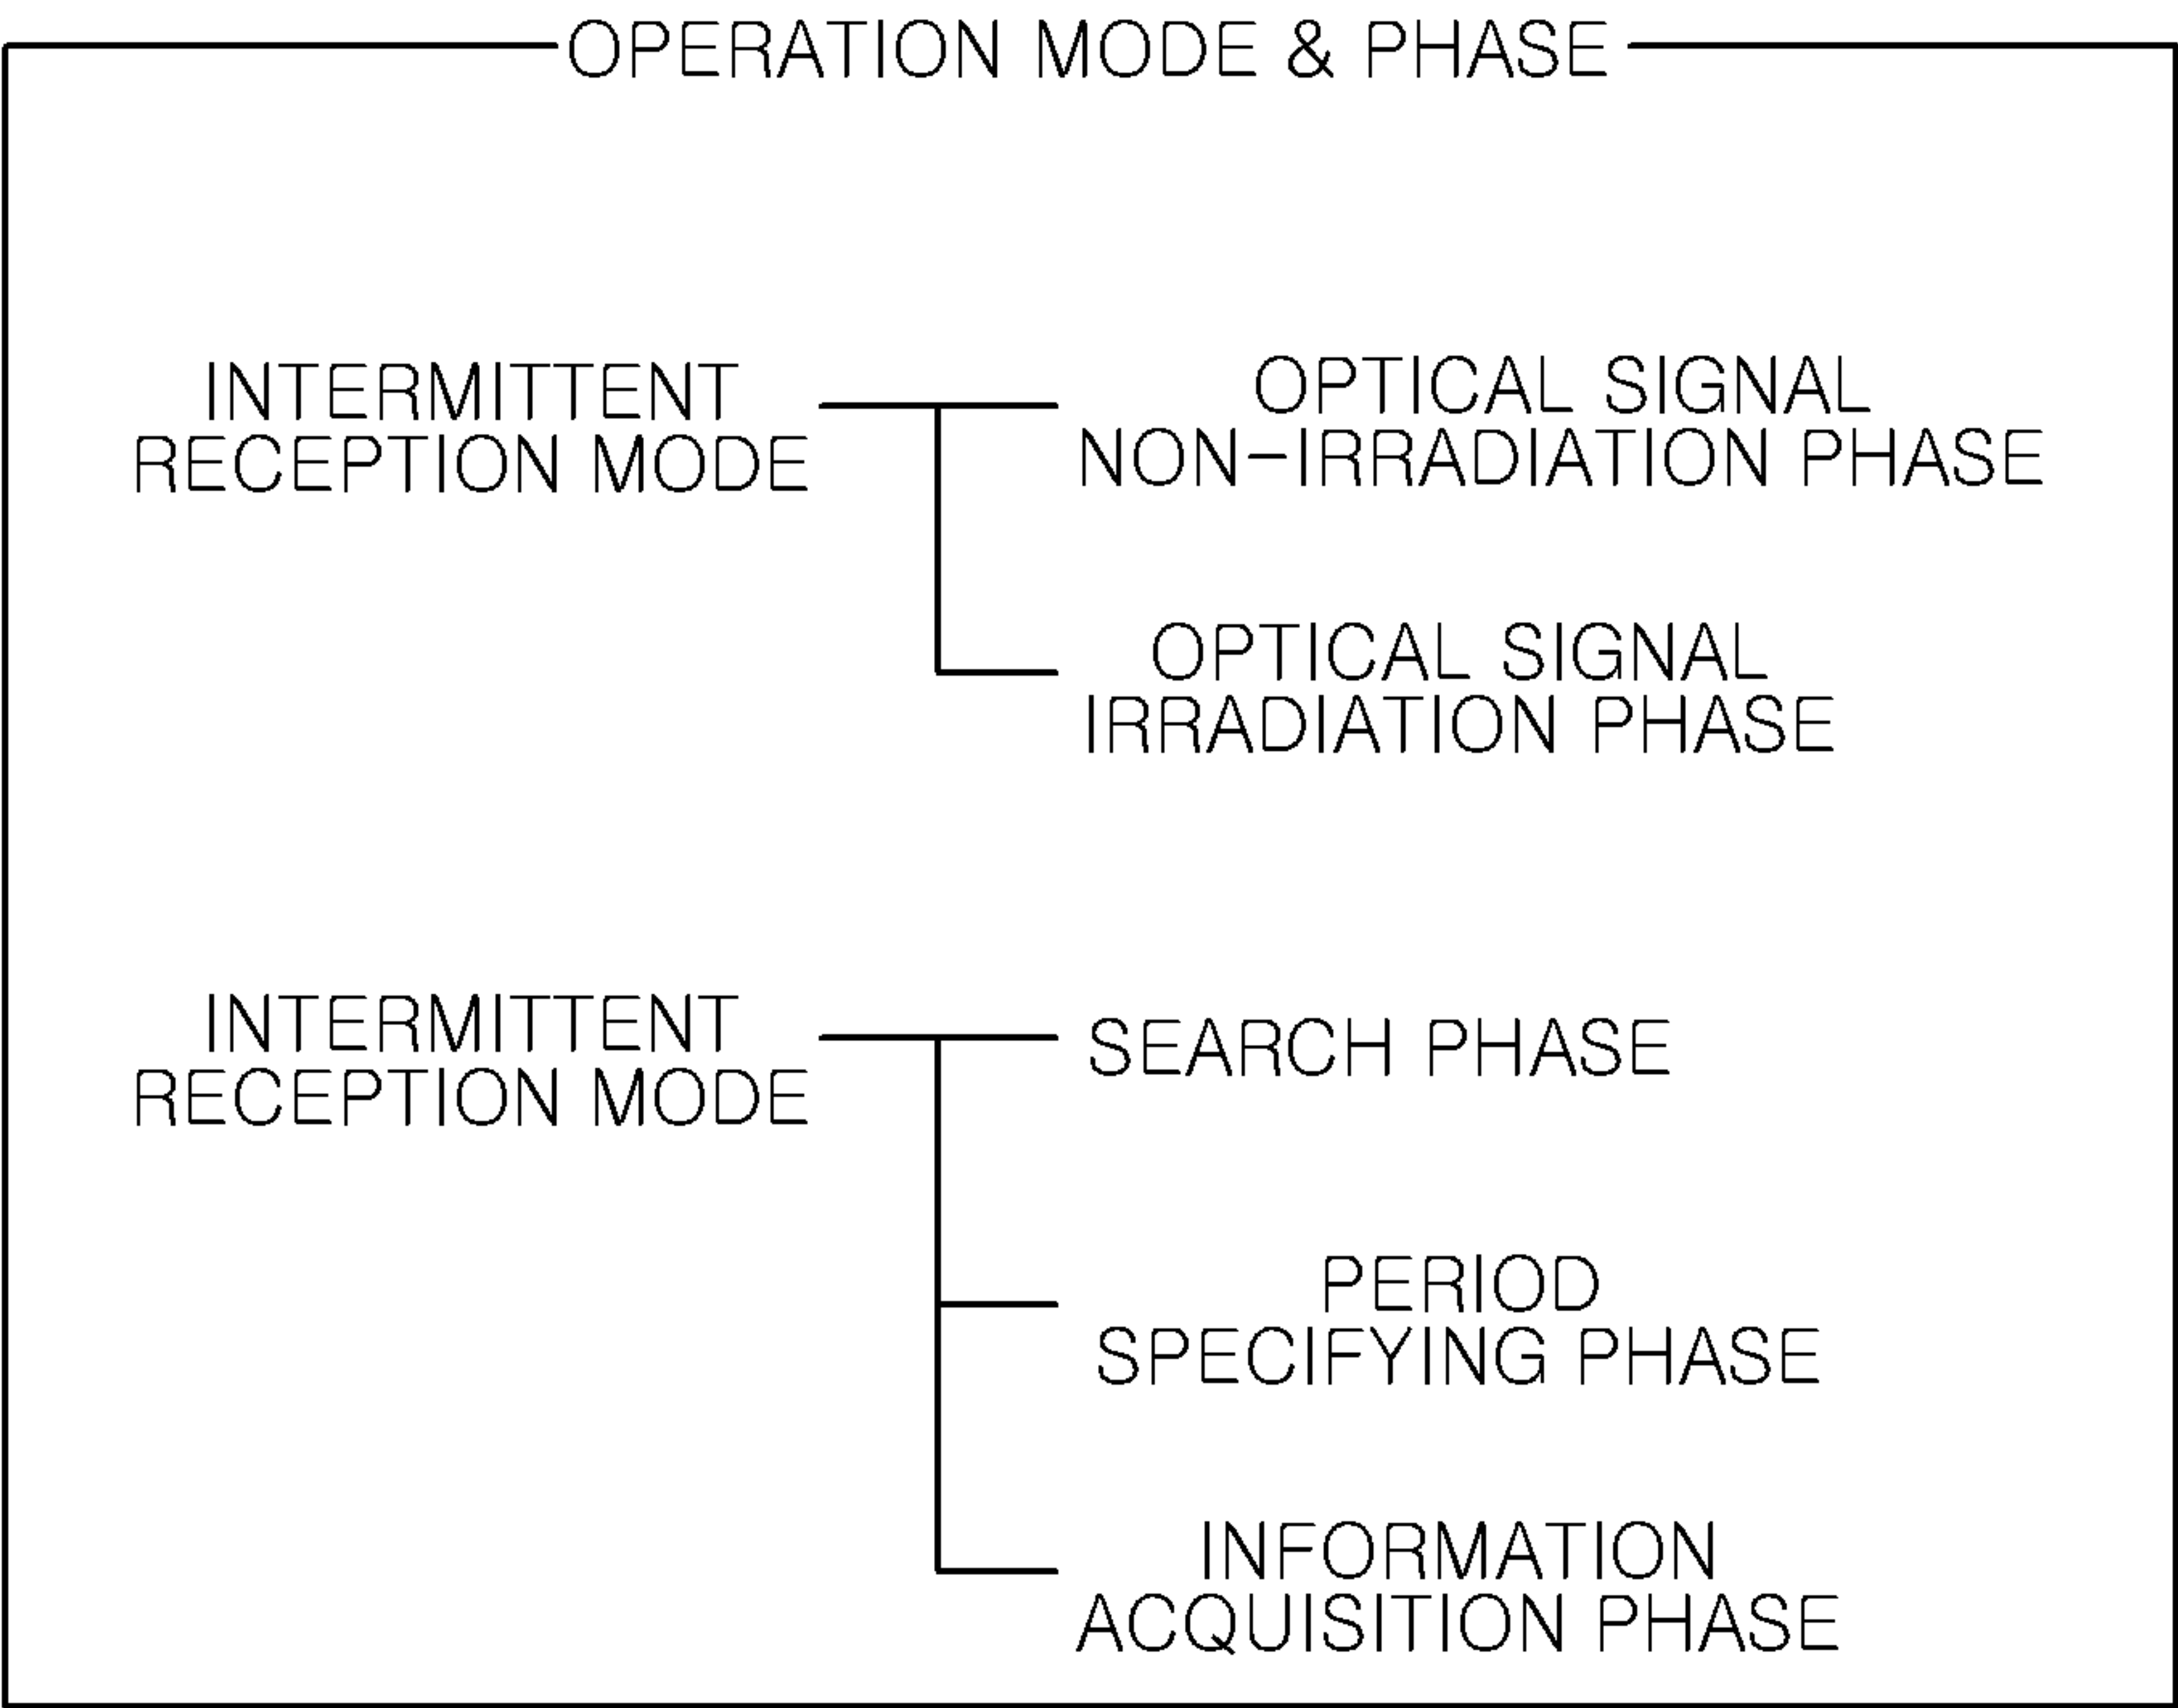 OPERATION MODE & PHASE
INTERMITTENT
RECEPTION MODE
OPTICAL SIGNAL
NON-IRRADIATION PHASE
OPTICAL SIGNAL
IRRADIATION PHASE
INTERMITTENT
RECEPTION MODE
SEARCH PHASE
PERIOD
SPECIFYING PHASE
INFORMATION
ACQUISITION PHASE